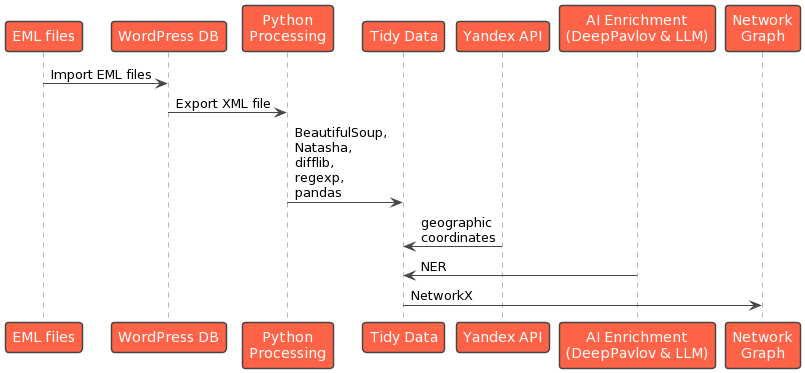 EML files
WordPress DB
Python
Processing
Tidy Data
Yandex API
AI Enrichment
(DeepPavlov & LLM)
Network
Graph
Import EML files
Export XML file
BeautifulSoup,
Natasha,
difflib,
regexp,
pandas
geographic
coordinates
NER
NetworkX
EML files
WordPress DB
Python
Processing
Tidy Data
Yandex API
AI Enrichment
(DeepPavlov & LLM)
Network
Graph